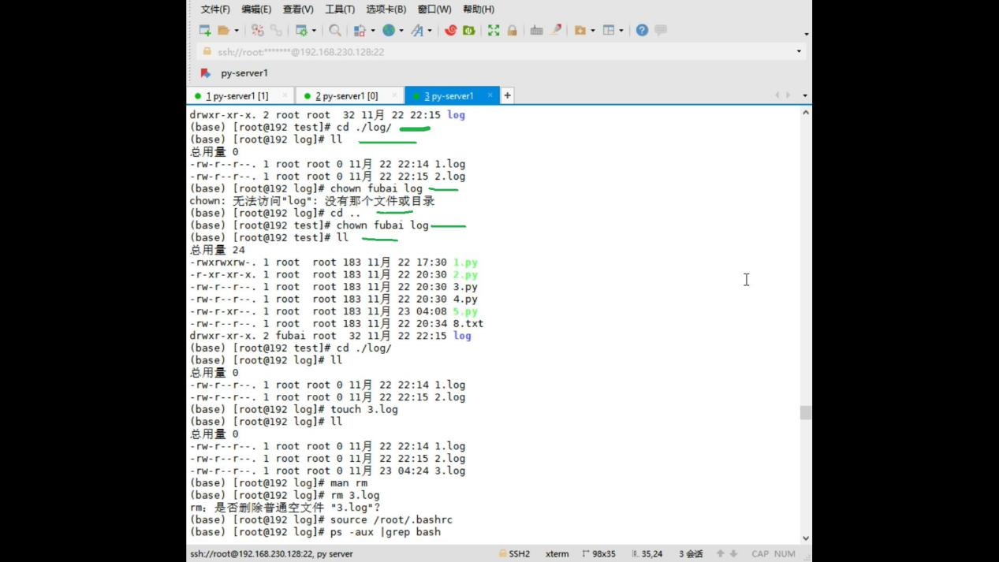 文件(F) 编辑(E) 查看(V) 工具(T) 选项卡(B) 窗口(W) 帮助(H)
ssh://root:*******@192.168.230.128:22
py-server1
1 py-server1 [1] × 2 py-server1 [0] × 3 py-server1 × +
drwxr-xr-x. 2 root root  32 11月 22 22:15 log
(base) [root@192 test]# cd ./log/
(base) [root@192 log]# ll
总用量 0
-rw-r--r--. 1 root root 0 11月 22 22:14 1.log
-rw-r--r--. 1 root root 0 11月 22 22:15 2.log
(base) [root@192 log]# chown fubai log
chown: 无法访问"log": 没有那个文件或目录
(base) [root@192 log]# cd ..
(base) [root@192 test]# chown fubai log
(base) [root@192 test]# ll
总用量 24
-rwxrwxrw-. 1 root  root 183 11月 22 17:30 1.py
-r-xr-xr-x. 1 root  root 183 11月 22 20:30 2.py
-rw-r--r--. 1 root  root 183 11月 22 20:30 3.py
-rw-r--r--. 1 root  root 183 11月 22 20:30 4.py
-rw-r-xr--. 1 root  root 183 11月 23 04:08 5.py
-rw-r--r--. 1 root  root 183 11月 22 20:34 8.txt
drwxr-xr-x. 2 fubai root  32 11月 22 22:15 log
(base) [root@192 test]# cd ./log/
(base) [root@192 log]# ll
总用量 0
-rw-r--r--. 1 root root 0 11月 22 22:14 1.log
-rw-r--r--. 1 root root 0 11月 22 22:15 2.log
(base) [root@192 log]# touch 3.log
(base) [root@192 log]# ll
总用量 0
-rw-r--r--. 1 root root 0 11月 22 22:14 1.log
-rw-r--r--. 1 root root 0 11月 22 22:15 2.log
-rw-r--r--. 1 root root 0 11月 23 04:24 3.log
(base) [root@192 log]# man rm
(base) [root@192 log]# rm 3.log
rm：是否删除普通空文件 "3.log"?
(base) [root@192 log]# source /root/.bashrc
(base) [root@192 log]# ps -aux |grep bash
ssh://root@192.168.230.128:22, py server SSH2 xterm 98x35 35,24 3 会话 CAP NUM